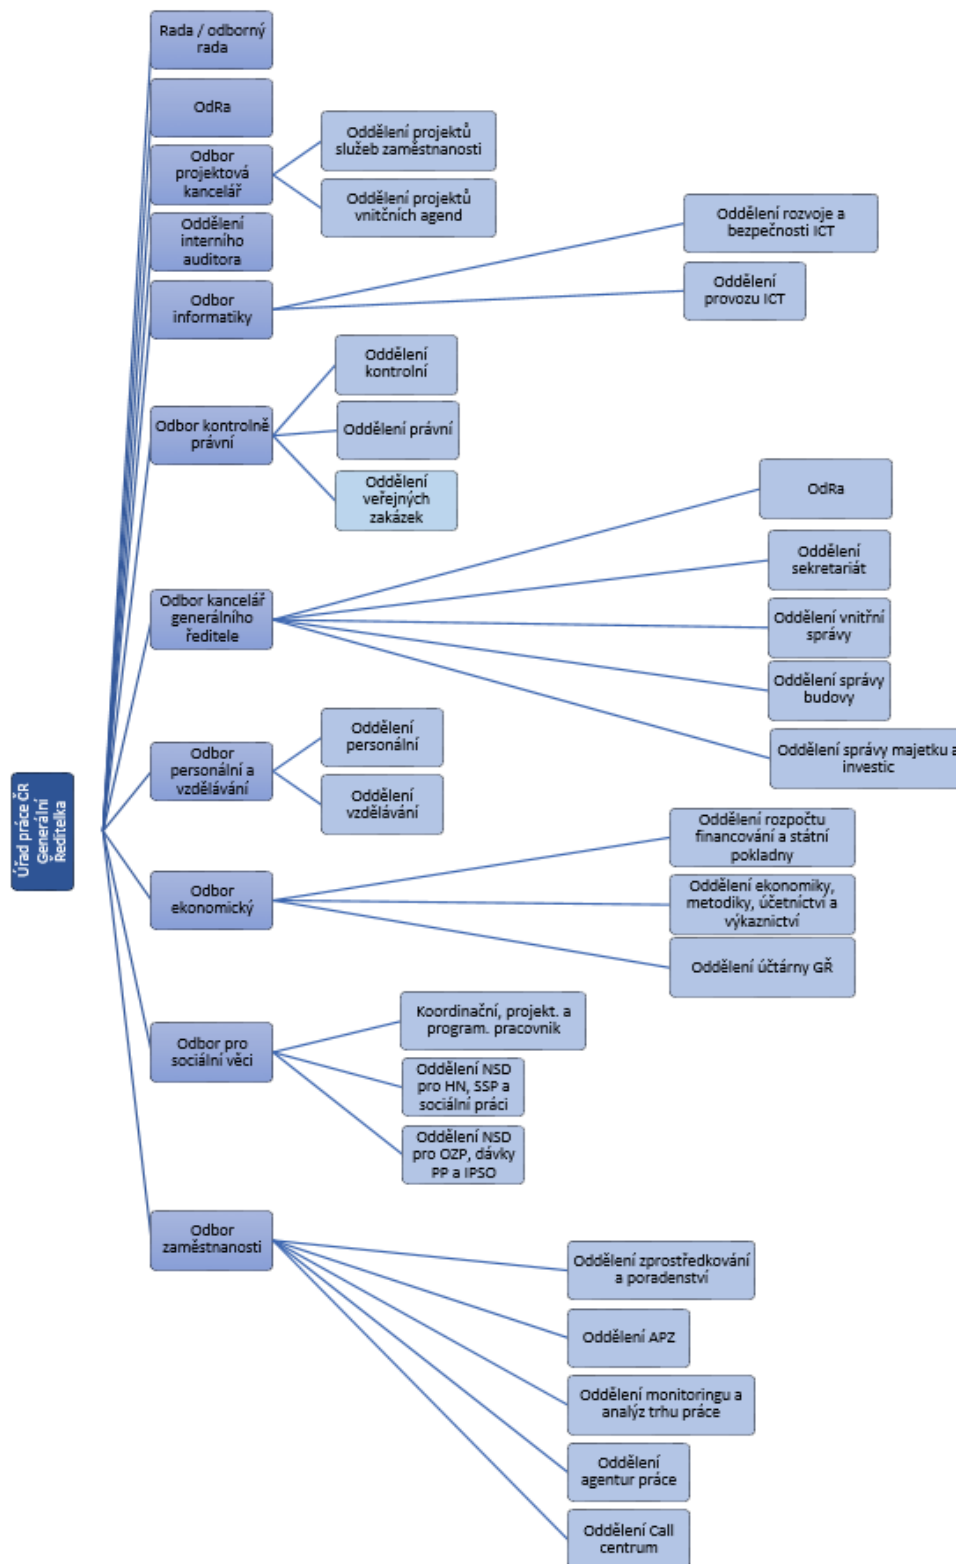 Úřad práce ČR
Generální
Ředitelka
Rada / odborný
rada
OdRa
Odbor
projektová
kancelář
Oddělení projektů
služeb zaměstnanosti
Oddělení projektů
vnitčních agend
Oddělení
interního
auditora
Odbor
informatiky
Oddělení rozvoje a
bezpečnosti ICT
Oddělení
provozu ICT
Odbor kontrolně
právní
Oddělení
kontrolní
Oddělení právní
Oddělení
veřejných
zakázek
Odbor kancelář
generálního
ředitele
OdRa
Oddělení
sekretariát
Oddělení vnitřní
správy
Oddělení správy
budovy
Oddělení správy majetku a
investic
Odbor
personální a
vzdělávání
Oddělení
personální
Oddělení
vzdělávání
Odbor
ekonomický
Oddělení rozpočtu
financování a státní
pokladny
Oddělení ekonomiky,
metodiky, účetníctví a
výkaznictví
Oddělení účtárny GŘ
Odbor pro
sociální věci
Koordinační, projekt. a
program. pracovnik
Oddělení NSD
pro HN, SSP a
sociální práci
Oddělení NSD
pro OZP, dávky
PP a IPSO
Odbor
zaměstnanosti
Oddělení zprostředkování
a poradenství
Oddělení APZ
Oddělení monitoringu a
analýz trhu práce
Oddělení
agentur práce
Oddělení Call
centrum